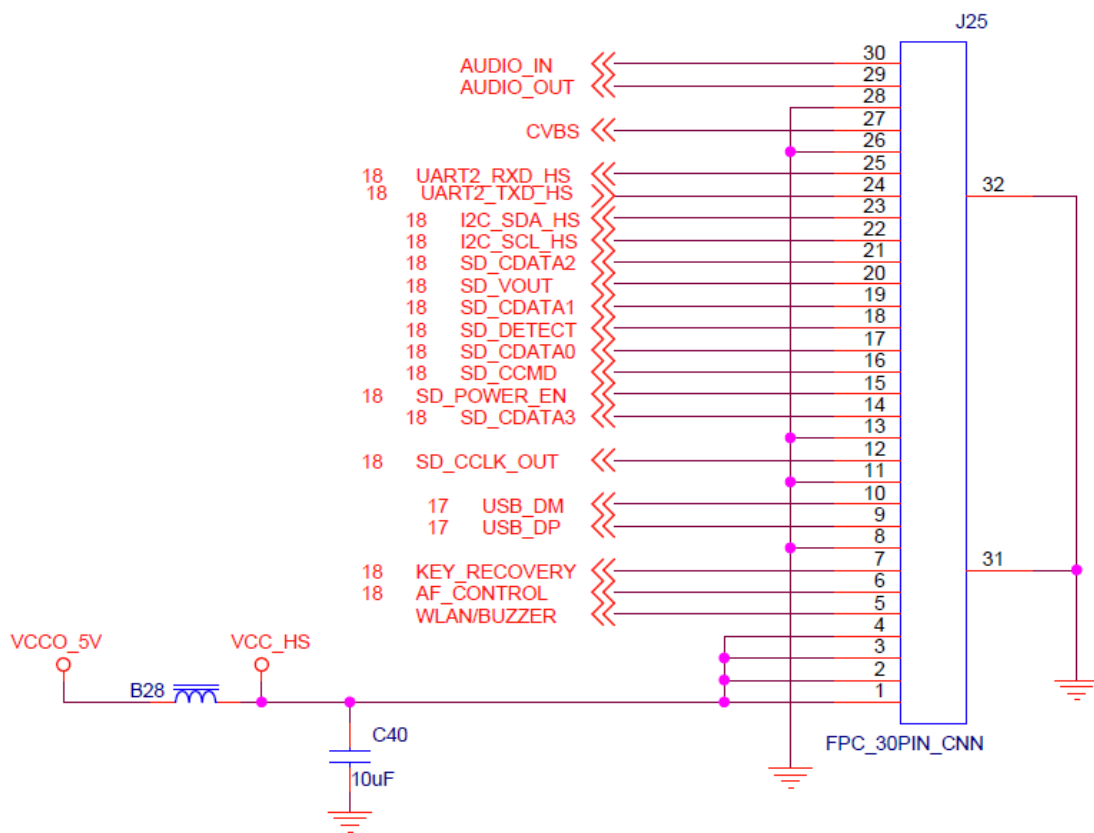 J25
30
AUDIO_IN
29
AUDIO_OUT
28
27
CVBS
26
25
18 UART2_RXD_HS
24
18 UART2_TXD_HS
32
23
18 I2C_SDA_HS
22
18 I2C_SCL_HS
21
18 SD_CDATA2
20
18 SD_VOUT
19
18 SD_CDATA1
18
18 SD_DETECT
17
18 SD_CDATA0
16
18 SD_CCMD
15
18 SD_POWER_EN
14
18 SD_CDATA3
13
12
18 SD_CCLK_OUT
11
10
17 USB_DM
9
17 USB_DP
8
7
31
18 KEY_RECOVERY
6
18 AF_CONTROL
5
WLAN/BUZZER
4
VCCO_5V
VCC_HS
3
2
B28
1
C40
FPC_30PIN_CNN
10uF